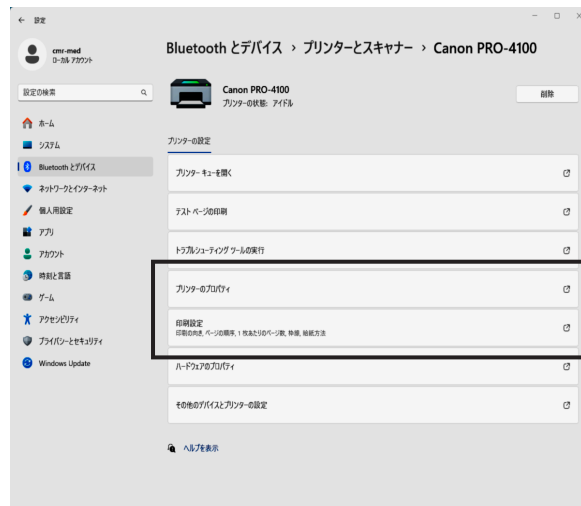 ← 設定
cmr-med
ローカル アカウント
設定の検索
ホーム
システム
Bluetooth とデバイス
ネットワークとインターネット
個人用設定
アプリ
アカウント
時刻と言語
ゲーム
アクセシビリティ
プライバシーとセキュリティ
Windows Update
Bluetooth とデバイス › プリンターとスキャナー › Canon PRO-4100
Canon PRO-4100
プリンターの状態: アイドル
削除
プリンターの設定
プリンター キューを開く
テスト ページの印刷
トラブルシューティング ツールの実行
プリンターのプロパティ
印刷設定
印刷の向き, ページの順序, 1 枚あたりのページ数, 枠線, 給紙方法
ハードウェアのプロパティ
その他のデバイスとプリンターの設定
ヘルプを表示